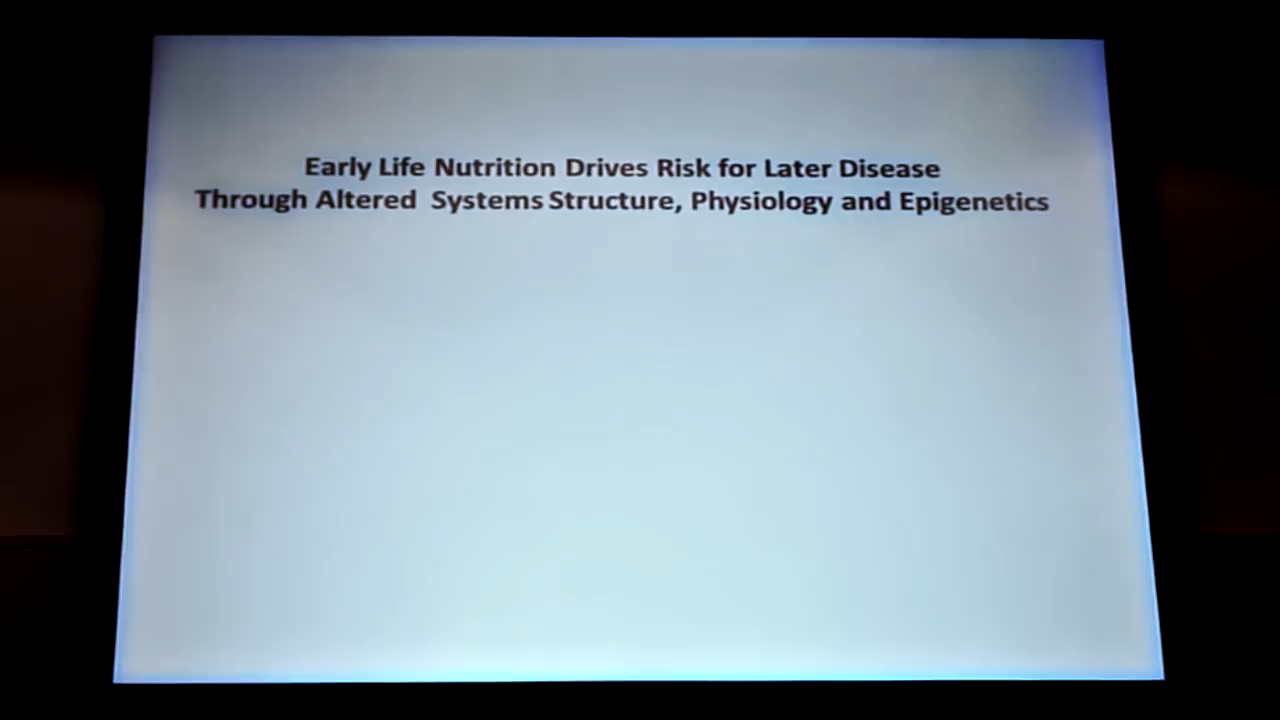 Early Life Nutrition Drives Risk for Later Disease
Through Altered Systems Structure, Physiology and Epigenetics